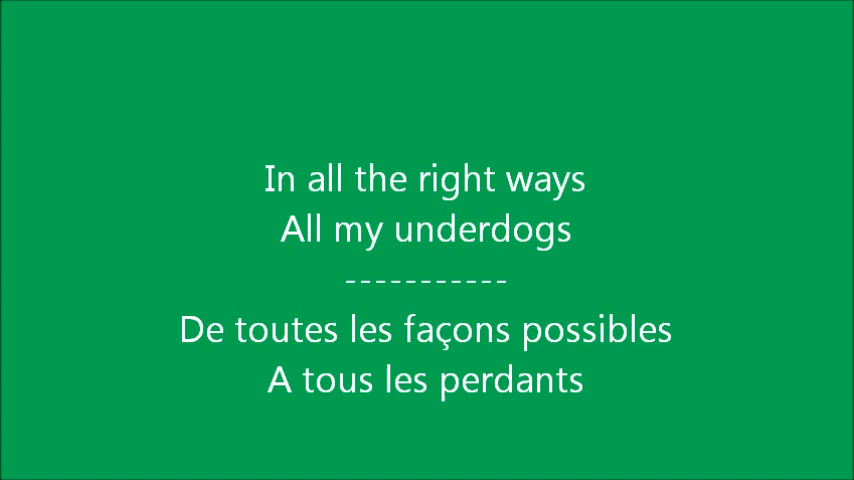 In all the right ways
All my underdogs
-----------
De toutes les façons possibles
A tous les perdants